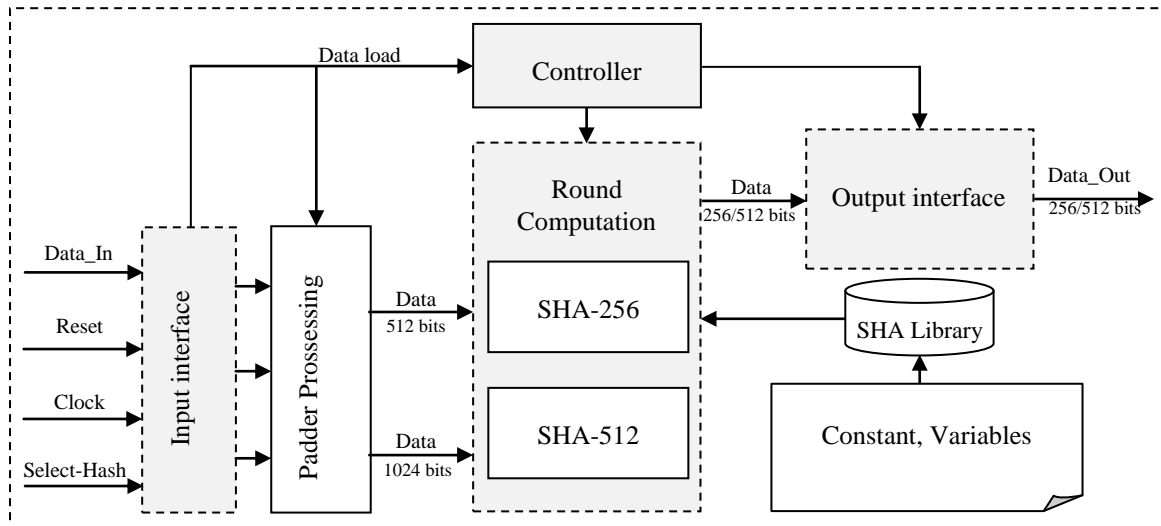 Data load
Controller
Round
Computation
Data
256/512 bits
Output interface
Data_Out
256/512 bits
Data_In
Reset
Clock
Select-Hash
Input interface
Padder Prossessing
Data
512 bits
Data
1024 bits
SHA-256
SHA-512
SHA Library
Constant, Variables